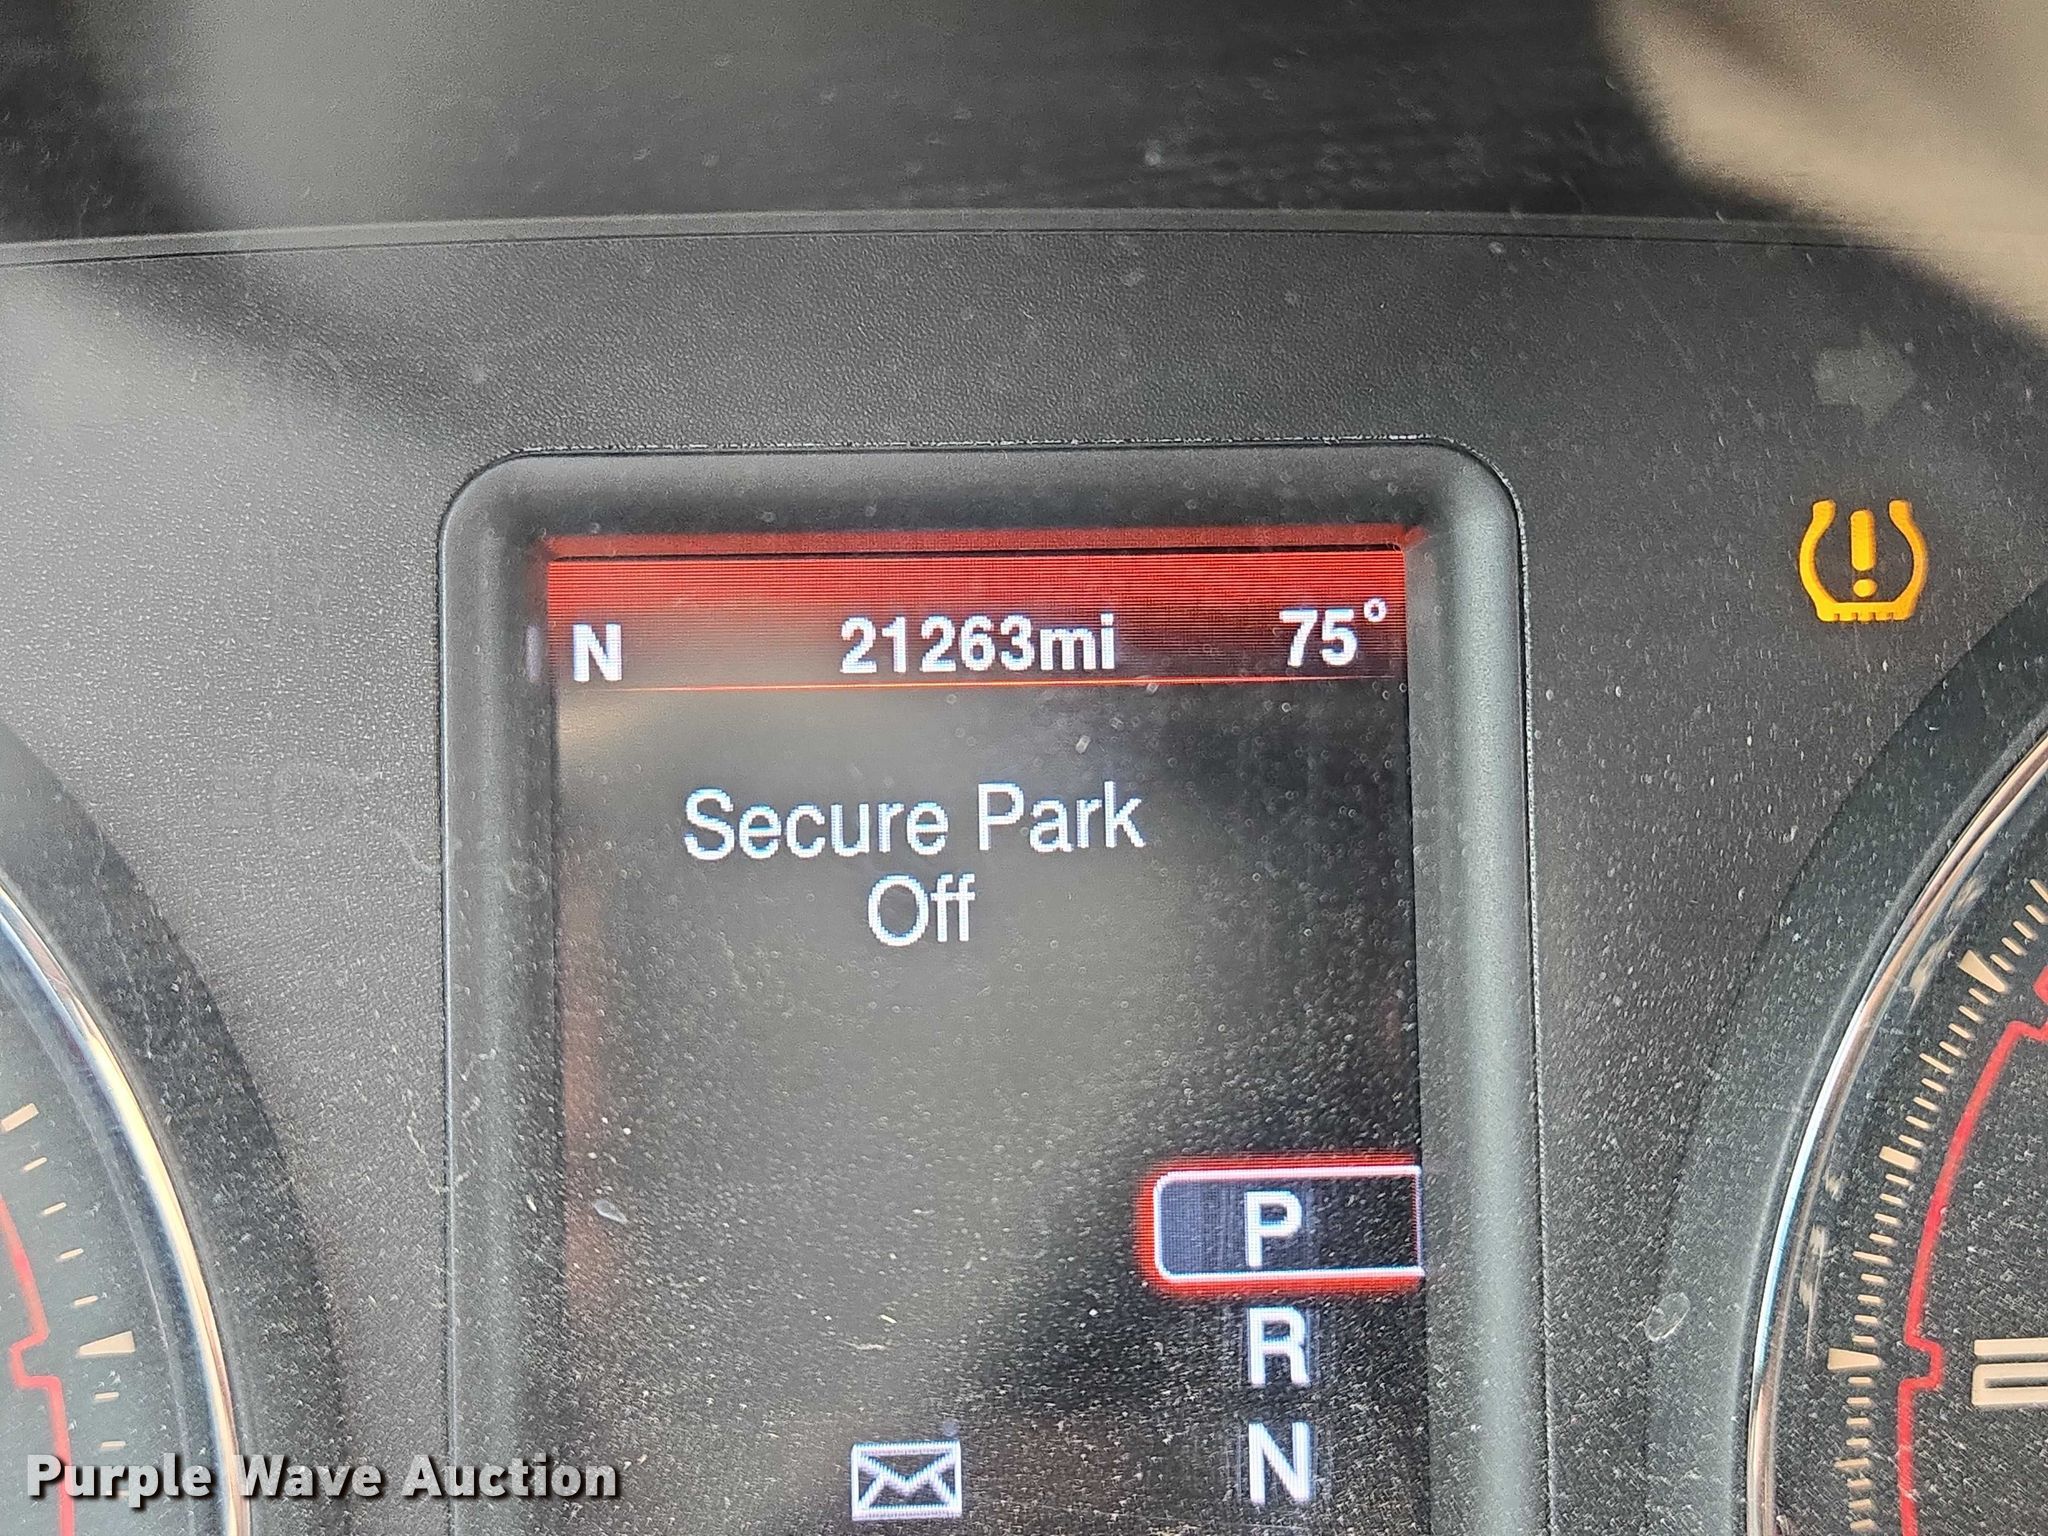 N 21263mi 75°
Secure Park
Off
P
R
N
Purple Wave Auction